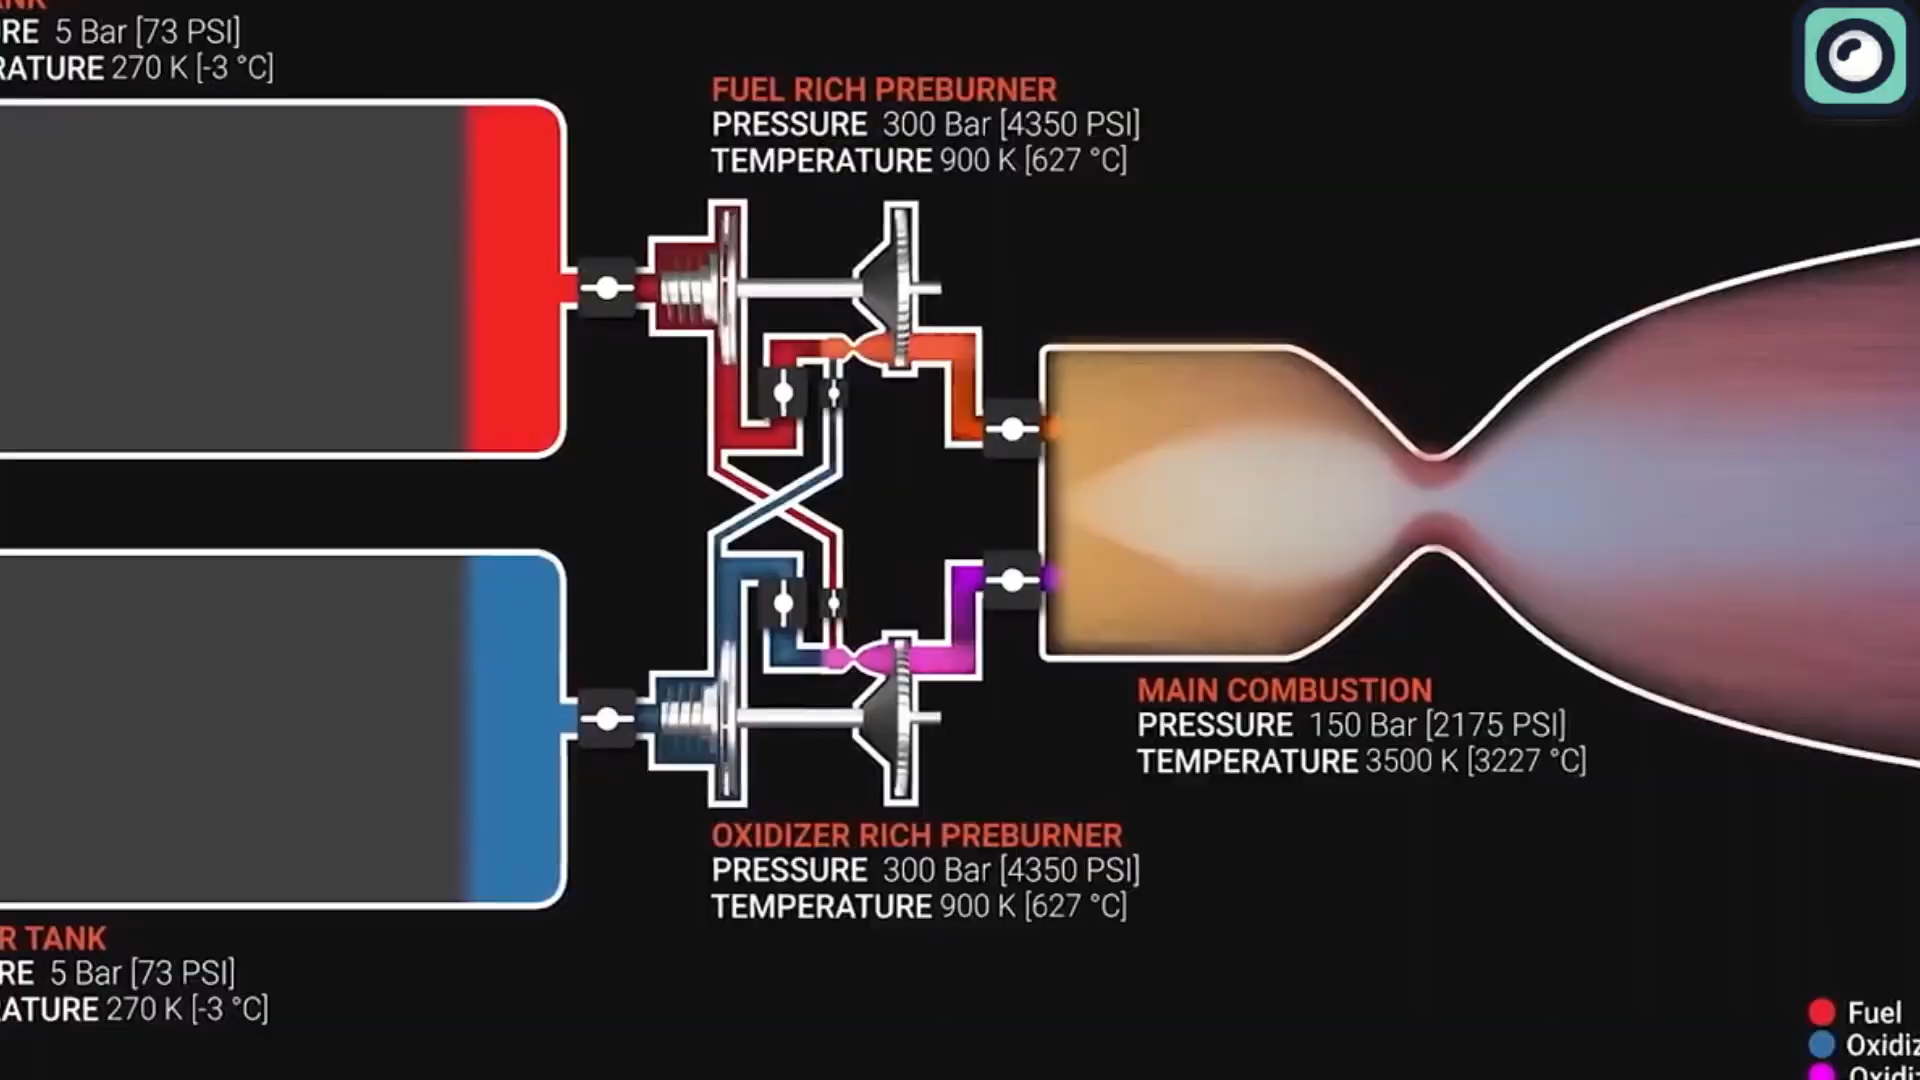 RE 5 Bar [73 PSI]
RATURE 270 K [-3 °C]
FUEL RICH PREBURNER
PRESSURE 300 Bar [4350 PSI]
TEMPERATURE 900 K [627 °C]
MAIN COMBUSTION
PRESSURE 150 Bar [2175 PSI]
TEMPERATURE 3500 K [3227 °C]
OXIDIZER RICH PREBURNER
PRESSURE 300 Bar [4350 PSI]
TEMPERATURE 900 K [627 °C]
R TANK
RE 5 Bar [73 PSI]
ATURE 270 K [-3 °C]
Fuel
Oxidiz